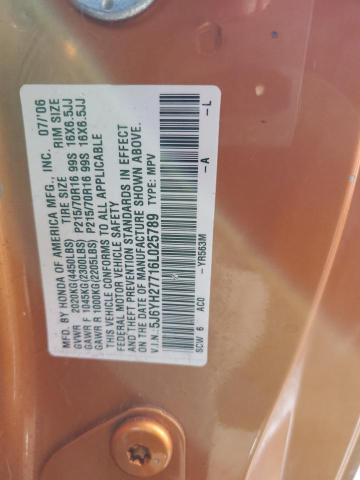 MFD. BY HONDA OF AMERICA MFG., INC. 07/'06
TIRE SIZE RIM SIZE
GVWR 2020KG(4450LBS)
GAWR F 1045KG(2300LBS) P215/70R16 99S 16X6.5JJ
GAWR R 1000KG(2205LBS) P215/70R16 99S 16X6.5JJ
THIS VEHICLE CONFORMS TO ALL APPLICABLE
FEDERAL MOTOR VEHICLE SAFETY
AND THEFT PREVENTION STANDARDS IN EFFECT
ON THE DATE OF MANUFACTURE SHOWN ABOVE.
V.I.N.: 5J6YH27716L025789 TYPE: MPV
SCW 6 AC0 -YR563M -A -L